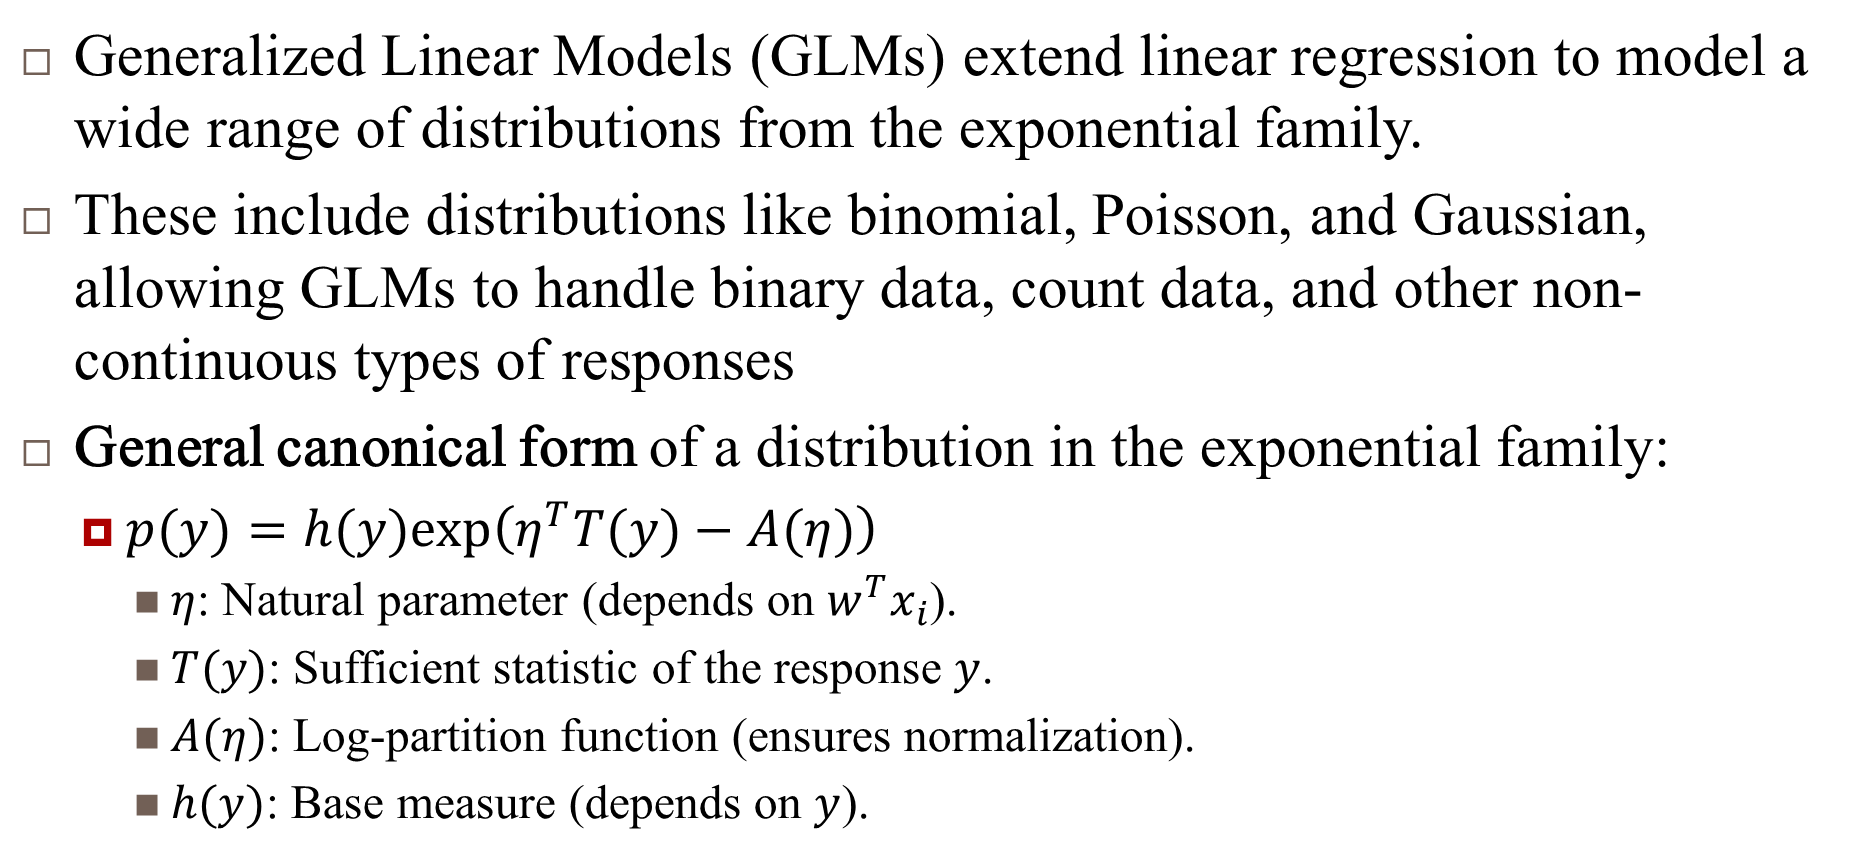 Generalized Linear Models (GLMs) extend linear regression to model a
wide range of distributions from the exponential family.
These include distributions like binomial, Poisson, and Gaussian,
allowing GLMs to handle binary data, count data, and other non-
continuous types of responses
General canonical form of a distribution in the exponential family:
p(y) = h(y)exp(η^T T(y) − A(η))
η: Natural parameter (depends on w^T x_i).
T(y): Sufficient statistic of the response y.
A(η): Log-partition function (ensures normalization).
h(y): Base measure (depends on y).